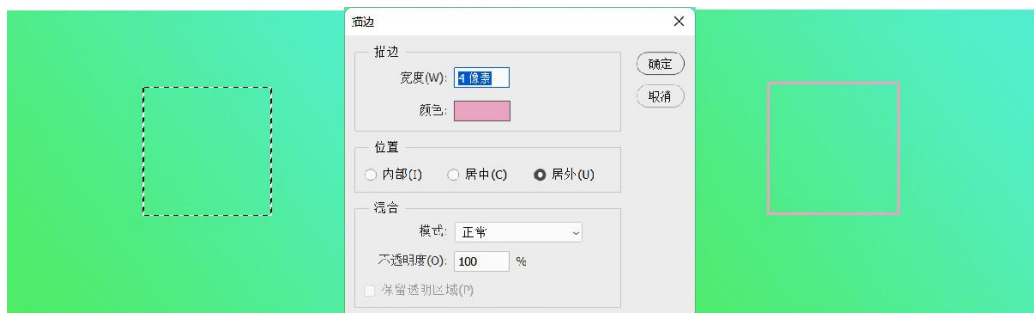 描边
描边
确定
宽度(W): 4 像素
取消
颜色:
位置
内部(I) 居中(C) 居外(U)
混合
模式: 正常
不透明度(O): 100 %
保留透明区域(P)